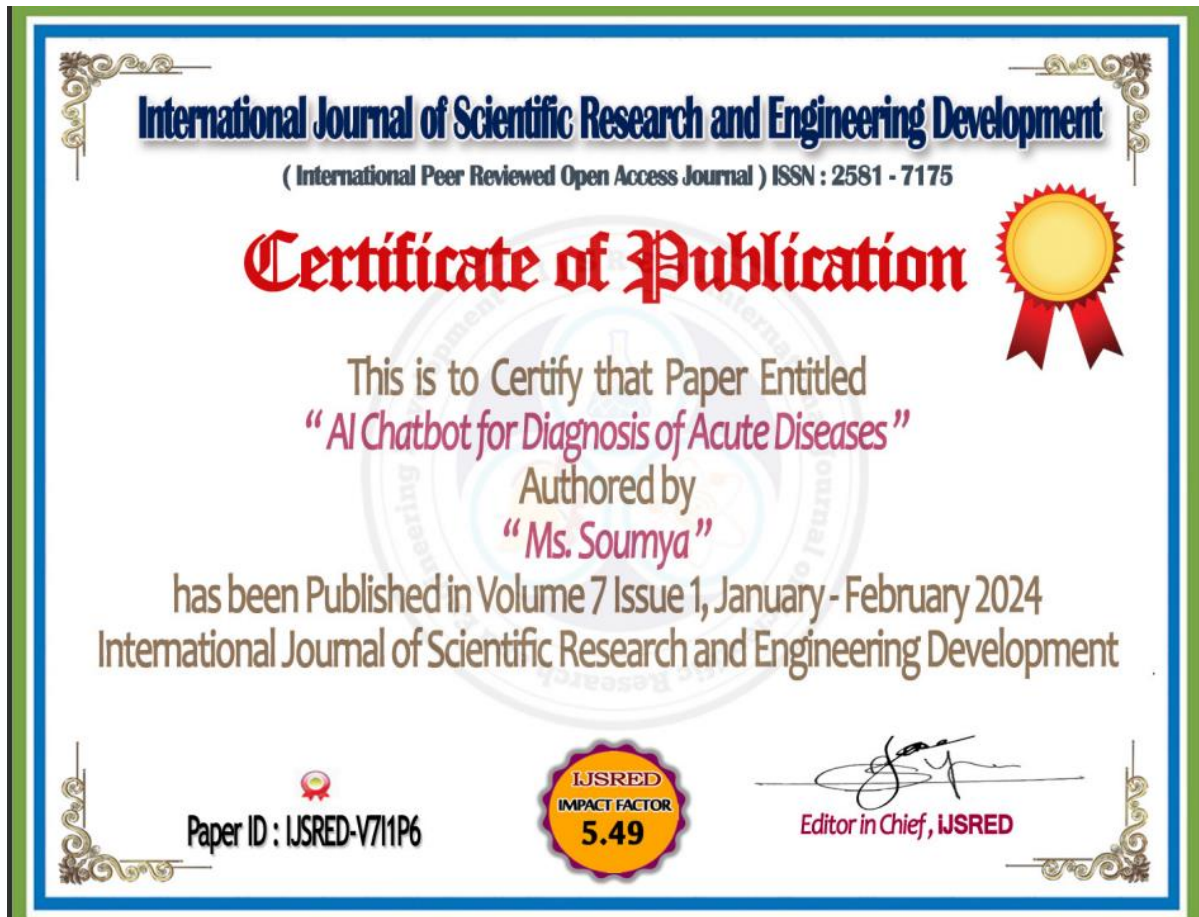 International Journal of Scientific Research and Engineering Development
( International Peer Reviewed Open Access Journal ) ISSN : 2581 - 7175
Certificate of Publication
This is to Certify that Paper Entitled
“ AI Chatbot for Diagnosis of Acute Diseases ”
Authored by
“ Ms. Soumya ”
has been Published in Volume 7 Issue 1, January - February 2024
International Journal of Scientific Research and Engineering Development
Paper ID : IJSRED-V7I1P6
IJSRED
IMPACT FACTOR
5.49
Editor in Chief, IJSRED